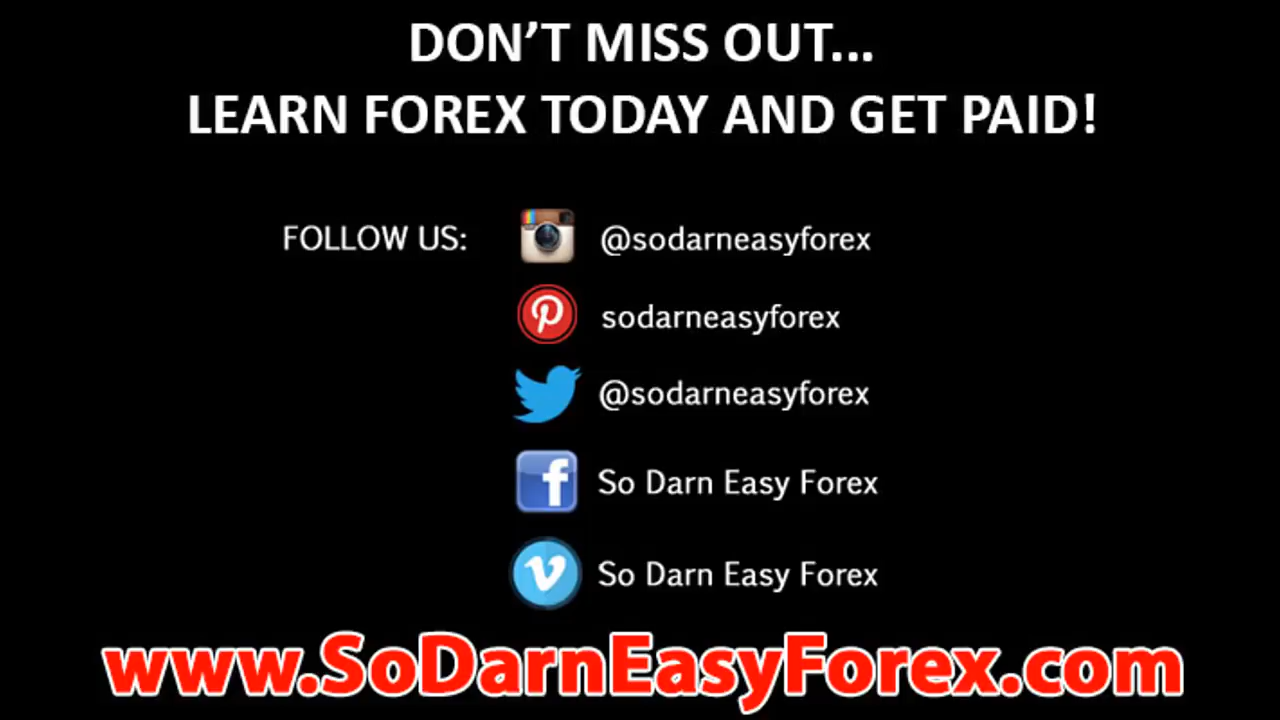 DON’T MISS OUT...
LEARN FOREX TODAY AND GET PAID!
FOLLOW US: @sodarneasyforex
sodarneasyforex
@sodarneasyforex
So Darn Easy Forex
So Darn Easy Forex
www.SoDarnEasyForex.com